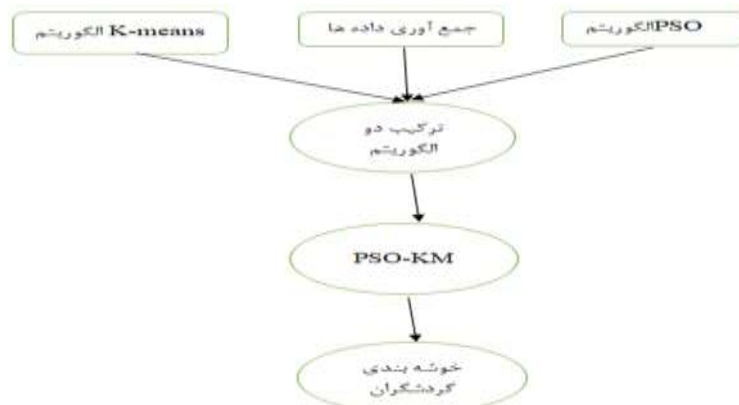 الگوریتم K-means
جمع آوری داده ها
الگوریتمPSO
ترکیب دو
الگوریتم
PSO-KM
خوشه بندی
گردشگران